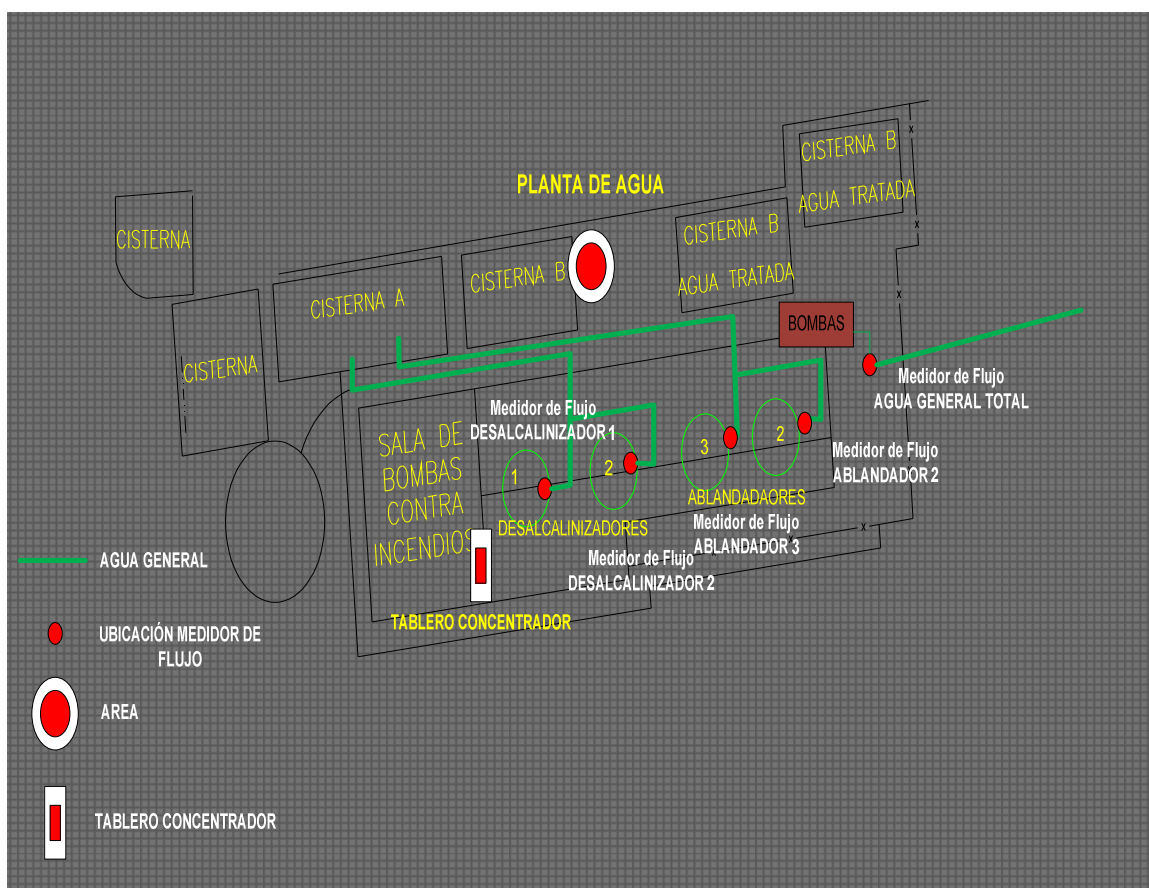 CISTERNA B
AGUA TRATADA
PLANTA DE AGUA
CISTERNA
CISTERNA B
AGUA TRATADA
CISTERNA B
CISTERNA A
CISTERNA
BOMBAS
Medidor de Flujo
AGUA GENERAL TOTAL
Medidor de Flujo
DESALCALINIZADOR 1
SALA DE
BOMBAS
CONTRA
INCENDIOS
1
2
3
2
Medidor de Flujo
ABLANDADOR 2
ABLANDADAORES
DESALCALINIZADORES
Medidor de Flujo
ABLANDADOR 3
Medidor de Flujo
DESALCALINIZADOR 2
TABLERO CONCENTRADOR
AGUA GENERAL
UBICACIÓN MEDIDOR DE
FLUJO
AREA
TABLERO CONCENTRADOR
x
x
x
x
x